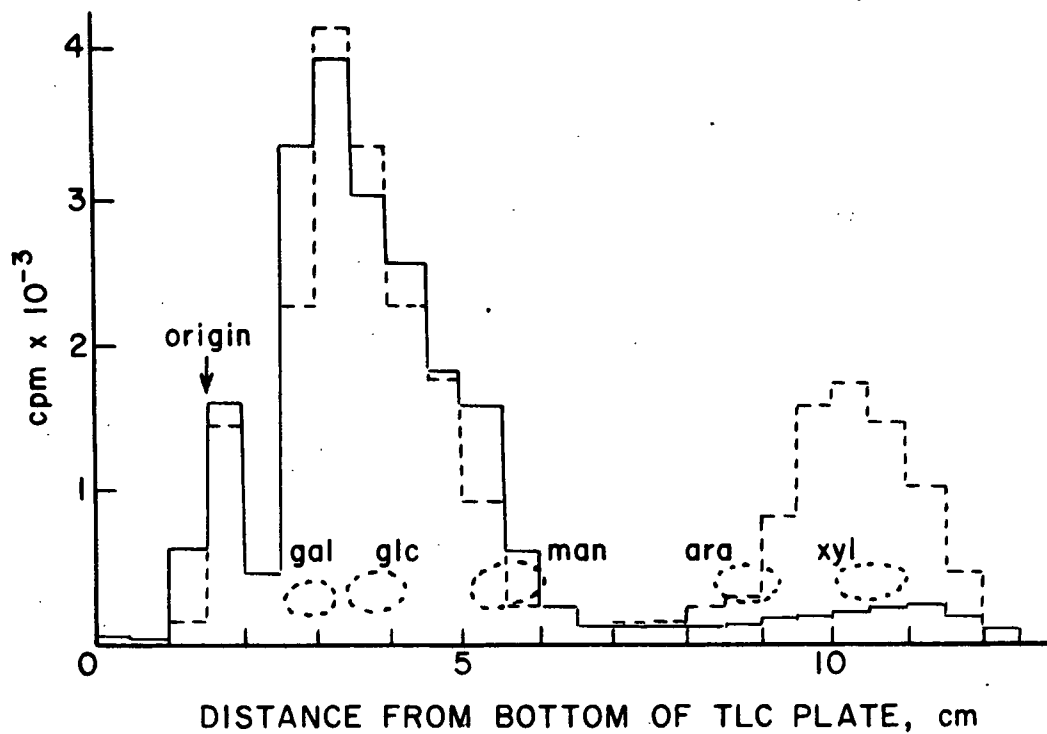 4
3
2
1
cpm x 10⁻³
origin
gal
glc
man
ara
xyl
0
5
10
DISTANCE FROM BOTTOM OF TLC PLATE, cm